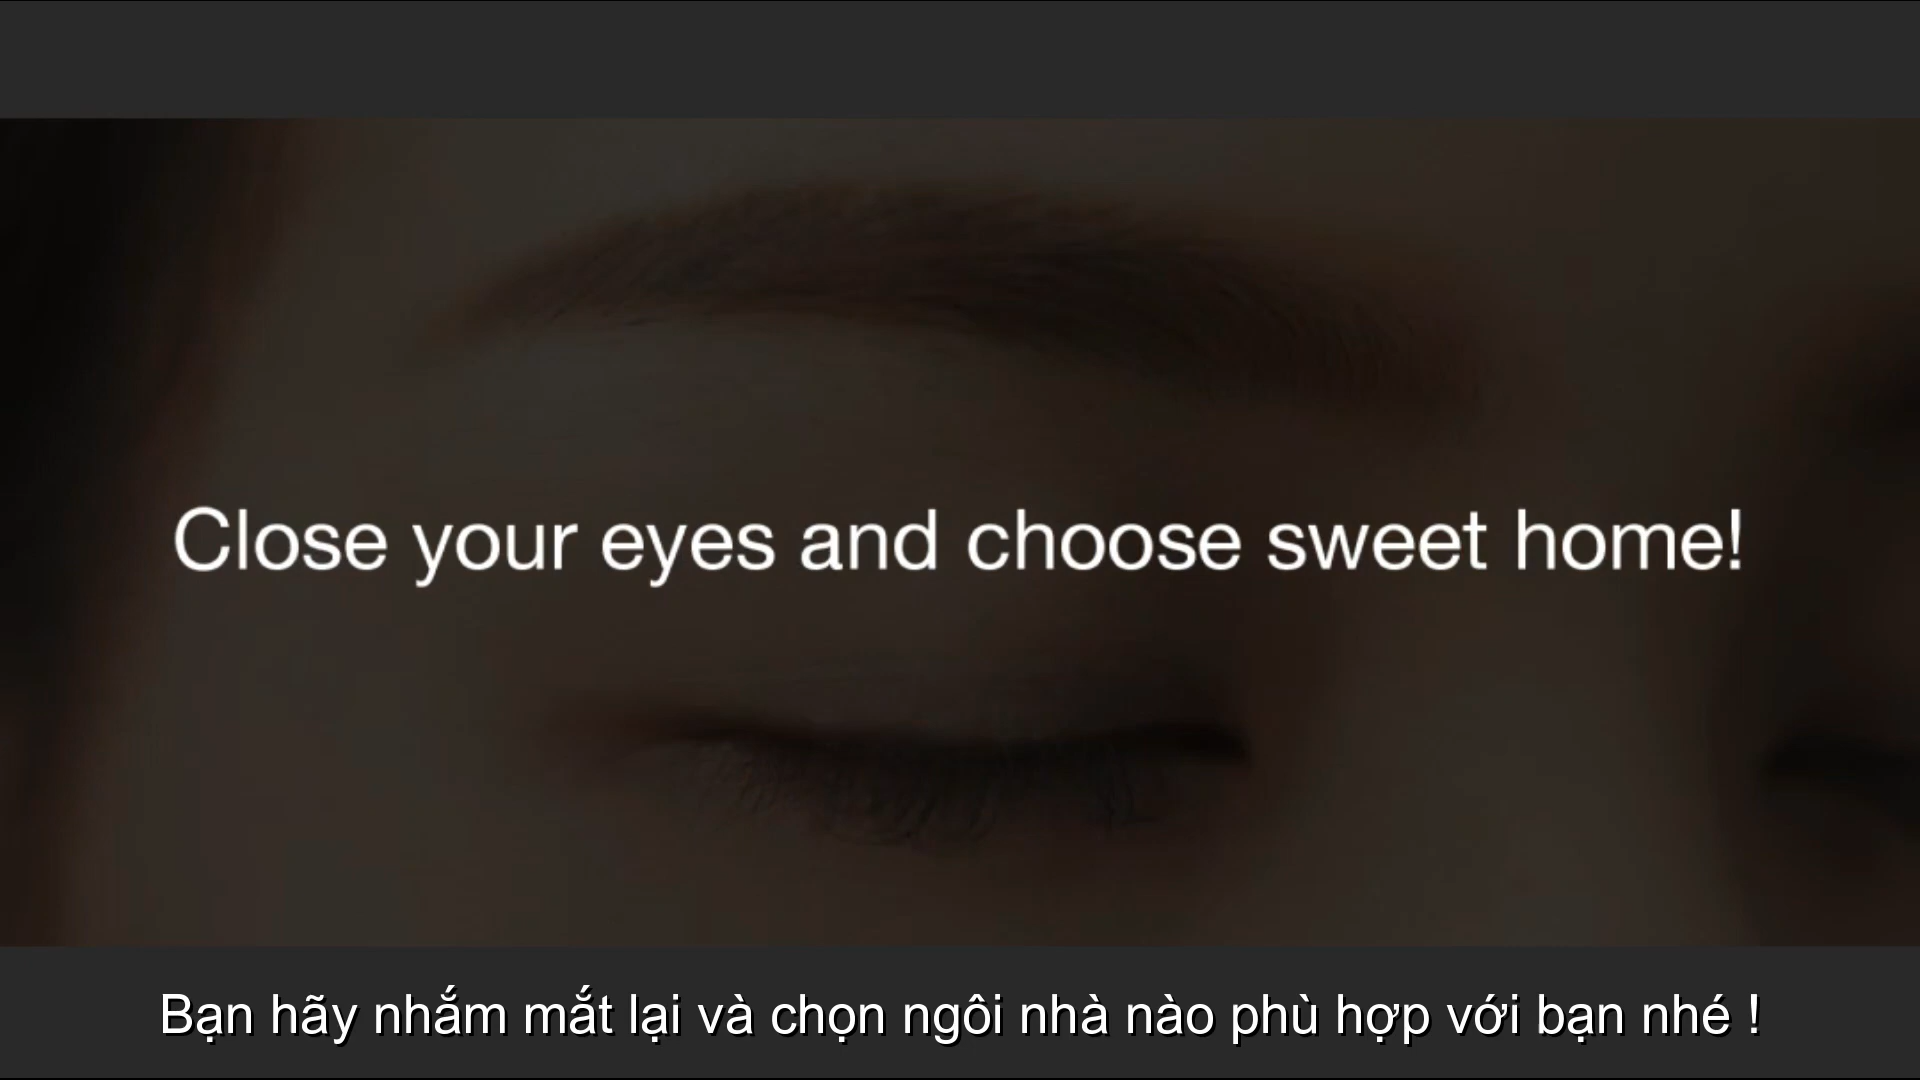 Close your eyes and choose sweet home!
Bạn hãy nhắm mắt lại và chọn ngôi nhà nào phù hợp với bạn nhé !